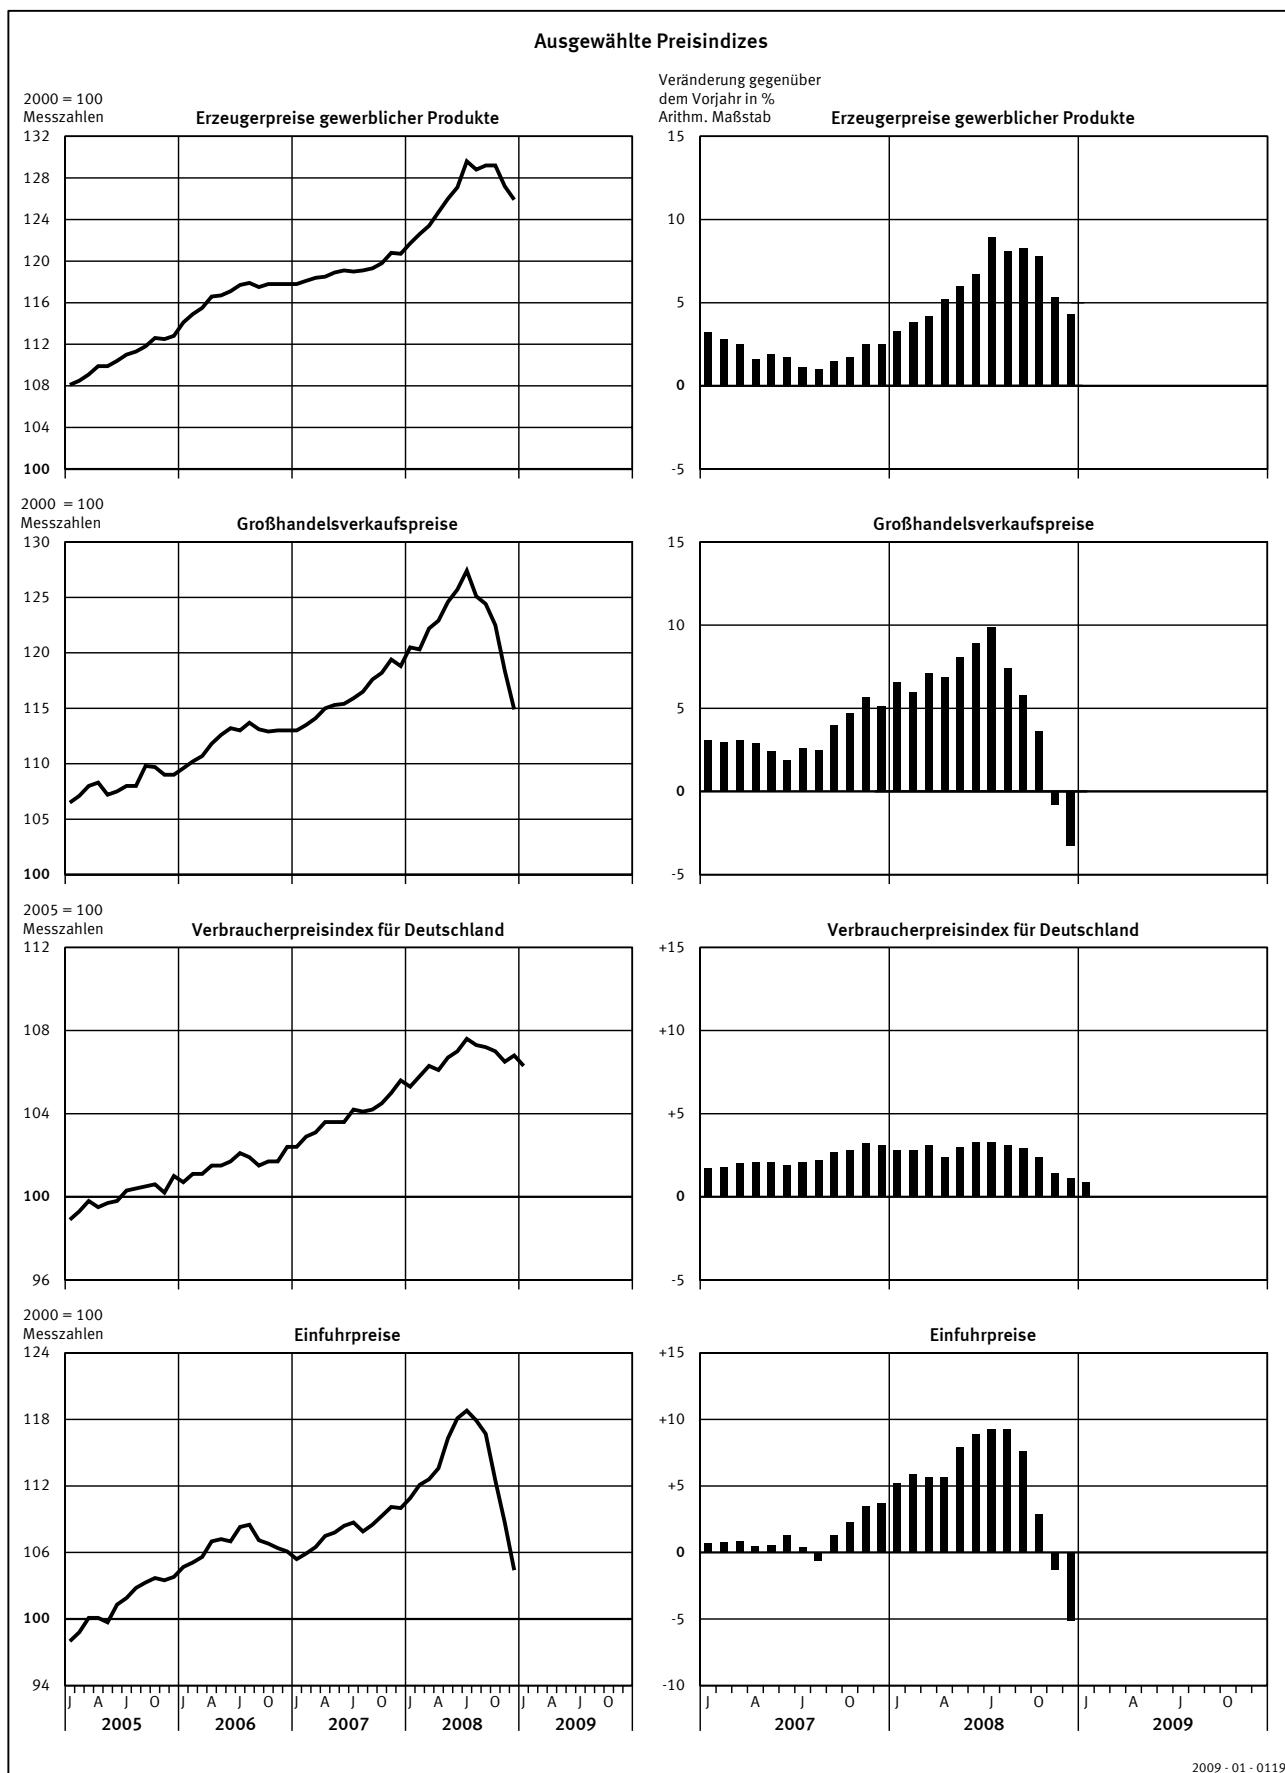 Ausgewählte Preisindizes
2000 = 100
Messzahlen
Erzeugerpreise gewerblicher Produkte
132
128
124
120
116
112
108
104
100
Veränderung gegenüber
dem Vorjahr in %
Arithm. Maßstab
Erzeugerpreise gewerblicher Produkte
15
10
5
0
-5
2000 = 100
Messzahlen
Großhandelsverkaufspreise
130
125
120
115
110
105
100
Großhandelsverkaufspreise
15
10
5
0
-5
2005 = 100
Messzahlen
Verbraucherpreisindex für Deutschland
112
108
104
100
96
Verbraucherpreisindex für Deutschland
+15
+10
+5
0
-5
2000 = 100
Messzahlen
Einfuhrpreise
124
118
112
106
100
94
J A J O J A J O J A J O J A J O J A J O
2005 2006 2007 2008 2009
Einfuhrpreise
+15
+10
+5
0
-5
-10
J A J O J A J O J A J O
2007 2008 2009
2009 - 01 - 0119